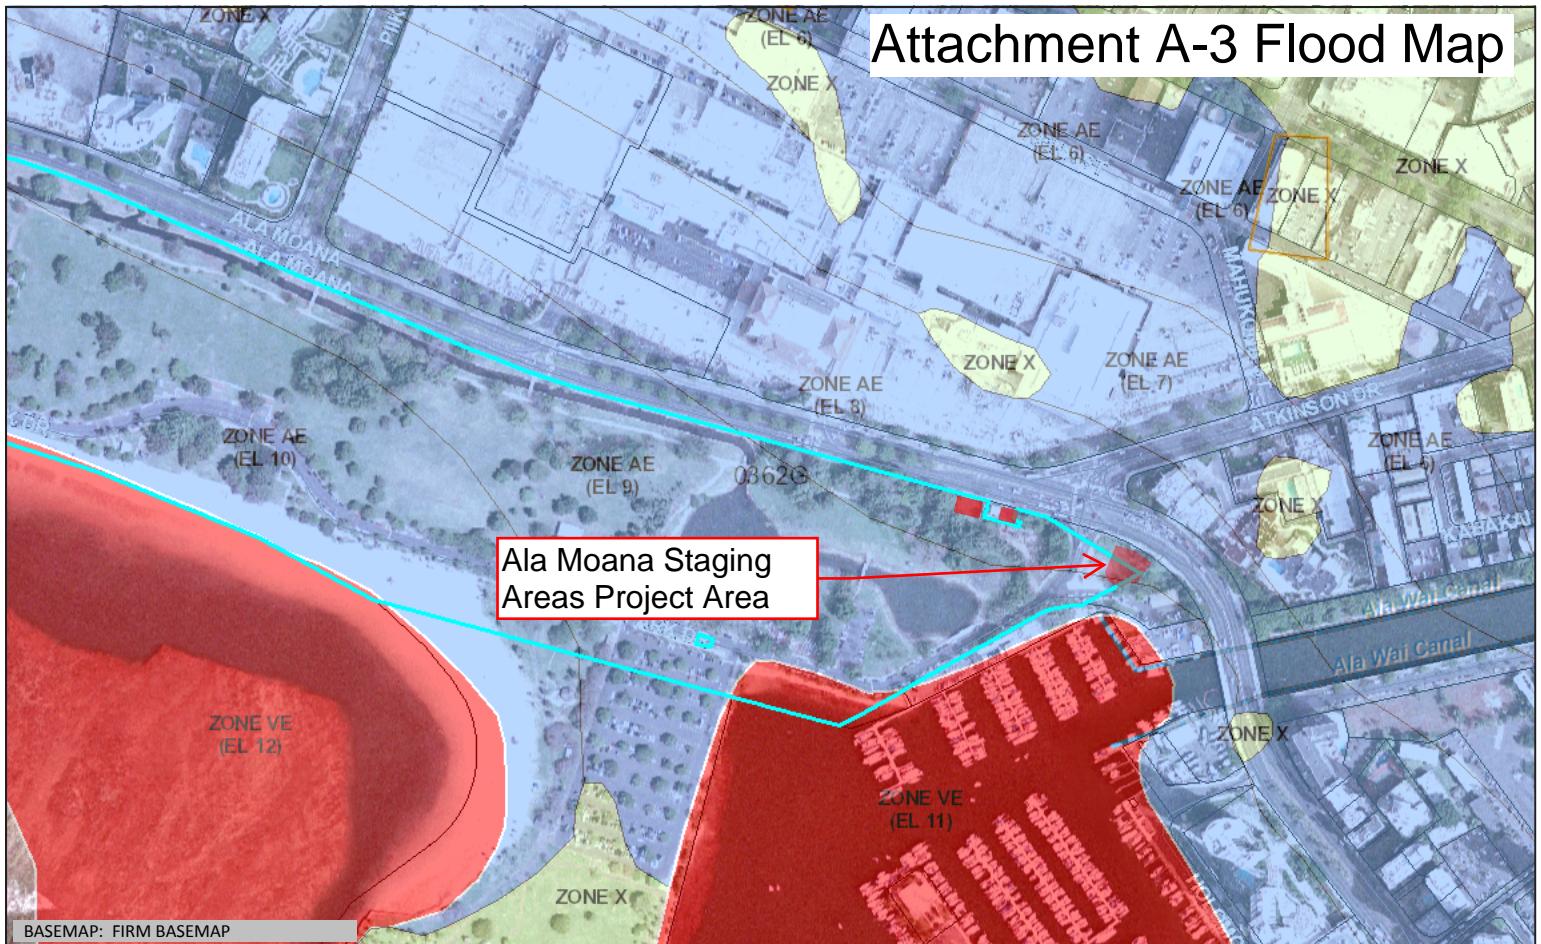 Attachment A-3 Flood Map
ZONE X
ZONE AE
(EL 6)
ZONE X
ZONE AE
(EL 6)
ZONE X
ZONE AE
(EL 6)
ZONE X
ALA MOANA
ALA MOANA
ZONE X
ZONE AE
(EL 7)
ZONE AE
(EL 8)
ATKINSON DR
ZONE AE
(EL 10)
ZONE AE
(EL 9)
0362G
ZONE AE
(EL 6)
ZONE X
Ala Moana Staging
Areas Project Area
Ala Wai Canal
Ala Wai Canal
ZONE VE
(EL 12)
ZONE X
ZONE VE
(EL 11)
ZONE X
BASEMAP: FIRM BASEMAP